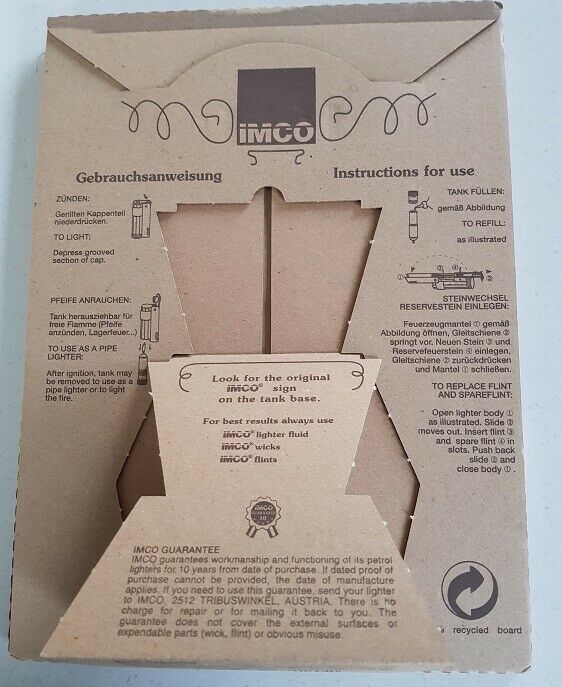 IMCO
Gebrauchsanweisung
ZÜNDEN:
Gerillten Kappenteil
niederdrücken.
TO LIGHT:
Depress grooved
section of cap.
PFEIFE ANRAUCHEN:
Tank herausziehbar für
freie Flamme (Pfeife
anzünden, Lagerfeuer...)
TO USE AS A PIPE
LIGHTER:
After ignition, tank may
be removed to use as a
pipe lighter or to light
the fire.
Instructions for use
TANK FÜLLEN:
gemäß Abbildung
TO REFILL:
as illustrated
① ③ ④ ②
STEINWECHSEL
RESERVESTEIN EINLEGEN:
Feuerzeugmantel ① gemäß
Abbildung öffnen, Gleitschiene ②
springt vor. Neuen Stein ③ und
Reservefeuerstein ④ einlegen.
Gleitschiene ② zurückdrücken
und Mantel ① schließen.
TO REPLACE FLINT
AND SPAREFLINT:
Open lighter body ①
as illustrated. Slide ②
moves out. Insert flint ③
and spare flint ④ in
slots. Push back
slide ② and
close body ①.
Look for the original
IMCO® sign
on the tank base.
For best results always use
IMCO® lighter fluid
IMCO® wicks
IMCO® flints
IMCO
GUARANTEE
10
IMCO GUARANTEE
IMCO guarantees workmanship and functioning of its petrol
lighters for 10 years from date of purchase. If dated proof of
purchase cannot be provided, the date of manufacture
applies. If you need to use this guarantee, send your lighter
to IMCO, 2512 TRIBUSWINKEL, AUSTRIA. There is no
charge for repair or for mailing it back to you. The
guarantee does not cover the external surfaces or
expendable parts (wick, flint) or obvious misuse.
recycled board